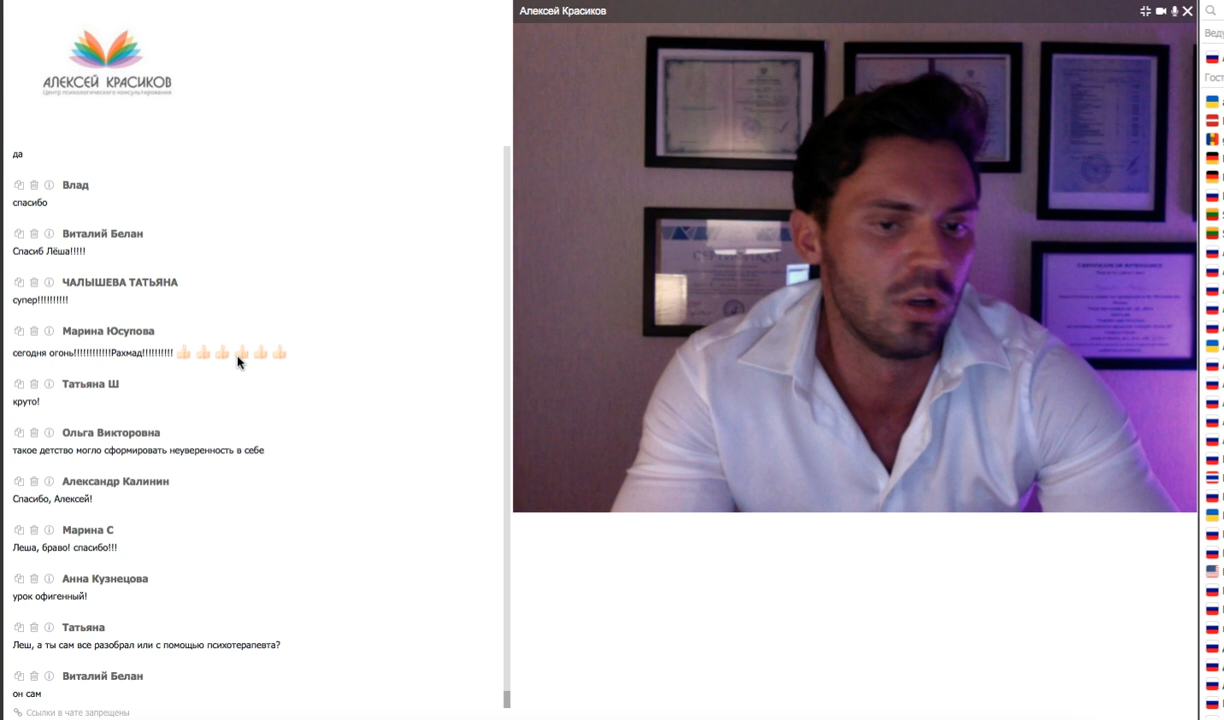 АЛЕКСЕЙ КРАСИКОВ
Центр психологического консультирования
да
Влад
спасибо
Виталий Белан
Спасиб Лёша!!!!!
ЧАЛЫШЕВА ТАТЬЯНА
супер!!!!!!!!!!
Марина Юсупова
сегодня огонь!!!!!!!!!!!!Рахмад!!!!!!!!!! 👍👍👍👍👍👍
Татьяна Ш
круто!
Ольга Викторовна
такое детство могло сформировать неуверенность в себе
Александр Калинин
Спасибо, Алексей!
Марина С
Леша, браво! спасибо!!!
Анна Кузнецова
урок офигенный!
Татьяна
Леш, а ты сам все разобрал или с помощью психотерапевта?
Виталий Белан
он сам
Ссылки в чате запрещены
Алексей Красиков
СЕРТИФИКАТ
Веду
Гост